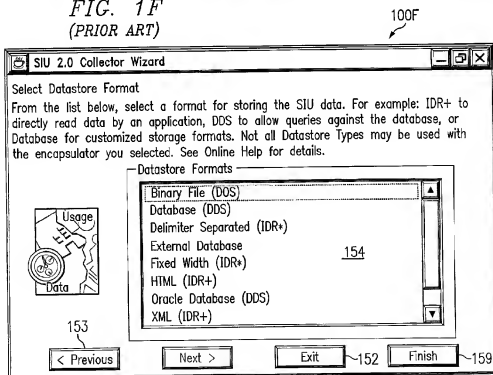 FIG. 1F
(PRIOR ART)
100F
SIU 2.0 Collector Wizard
Select Datastore Format
From the list below, select a format for storing the SIU data. For example: IDR+ to
directly read data by an application, DDS to allow queries against the database, or
Database for customized storage formats. Not all Datastore Types may be used with
the encapsulator you selected. See Online Help for details.
Datastore Formats
Binary File (DOS)
Database (DDS)
Delimiter Separated (IDR*)
External Database
Fixed Width (IDR*)
HTML (IDR+)
Oracle Database (DDS)
XML (IDR+)
154
Usage
Data
153
< Previous
Next >
Exit
152
Finish
159